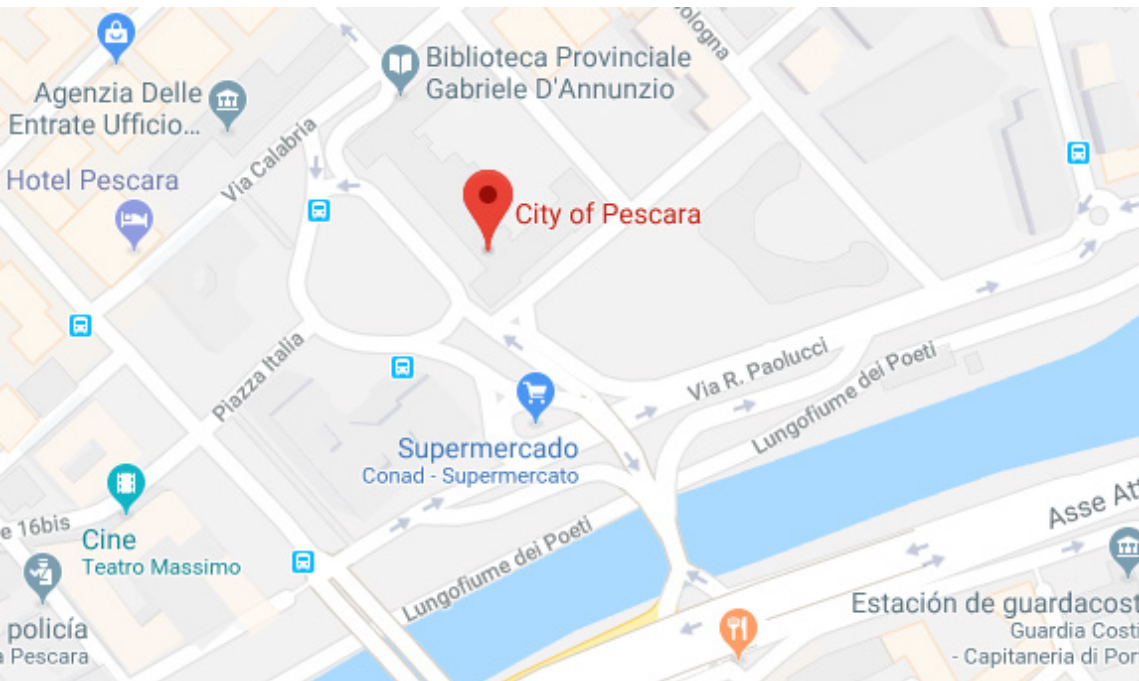 Biblioteca Provinciale
Gabriele D'Annunzio
ologna
Agenzia Delle
Entrate Ufficio...
Via Calabria
Hotel Pescara
City of Pescara
Piazza Italia
Via R. Paolucci
Lungofiume dei Poeti
Supermercado
Conad - Supermercato
Asse Att
e 16bis
Cine
Teatro Massimo
Lungofiume dei Poeti
policía
a Pescara
Estación de guardacost
Guardia Costi
- Capitaneria di Por